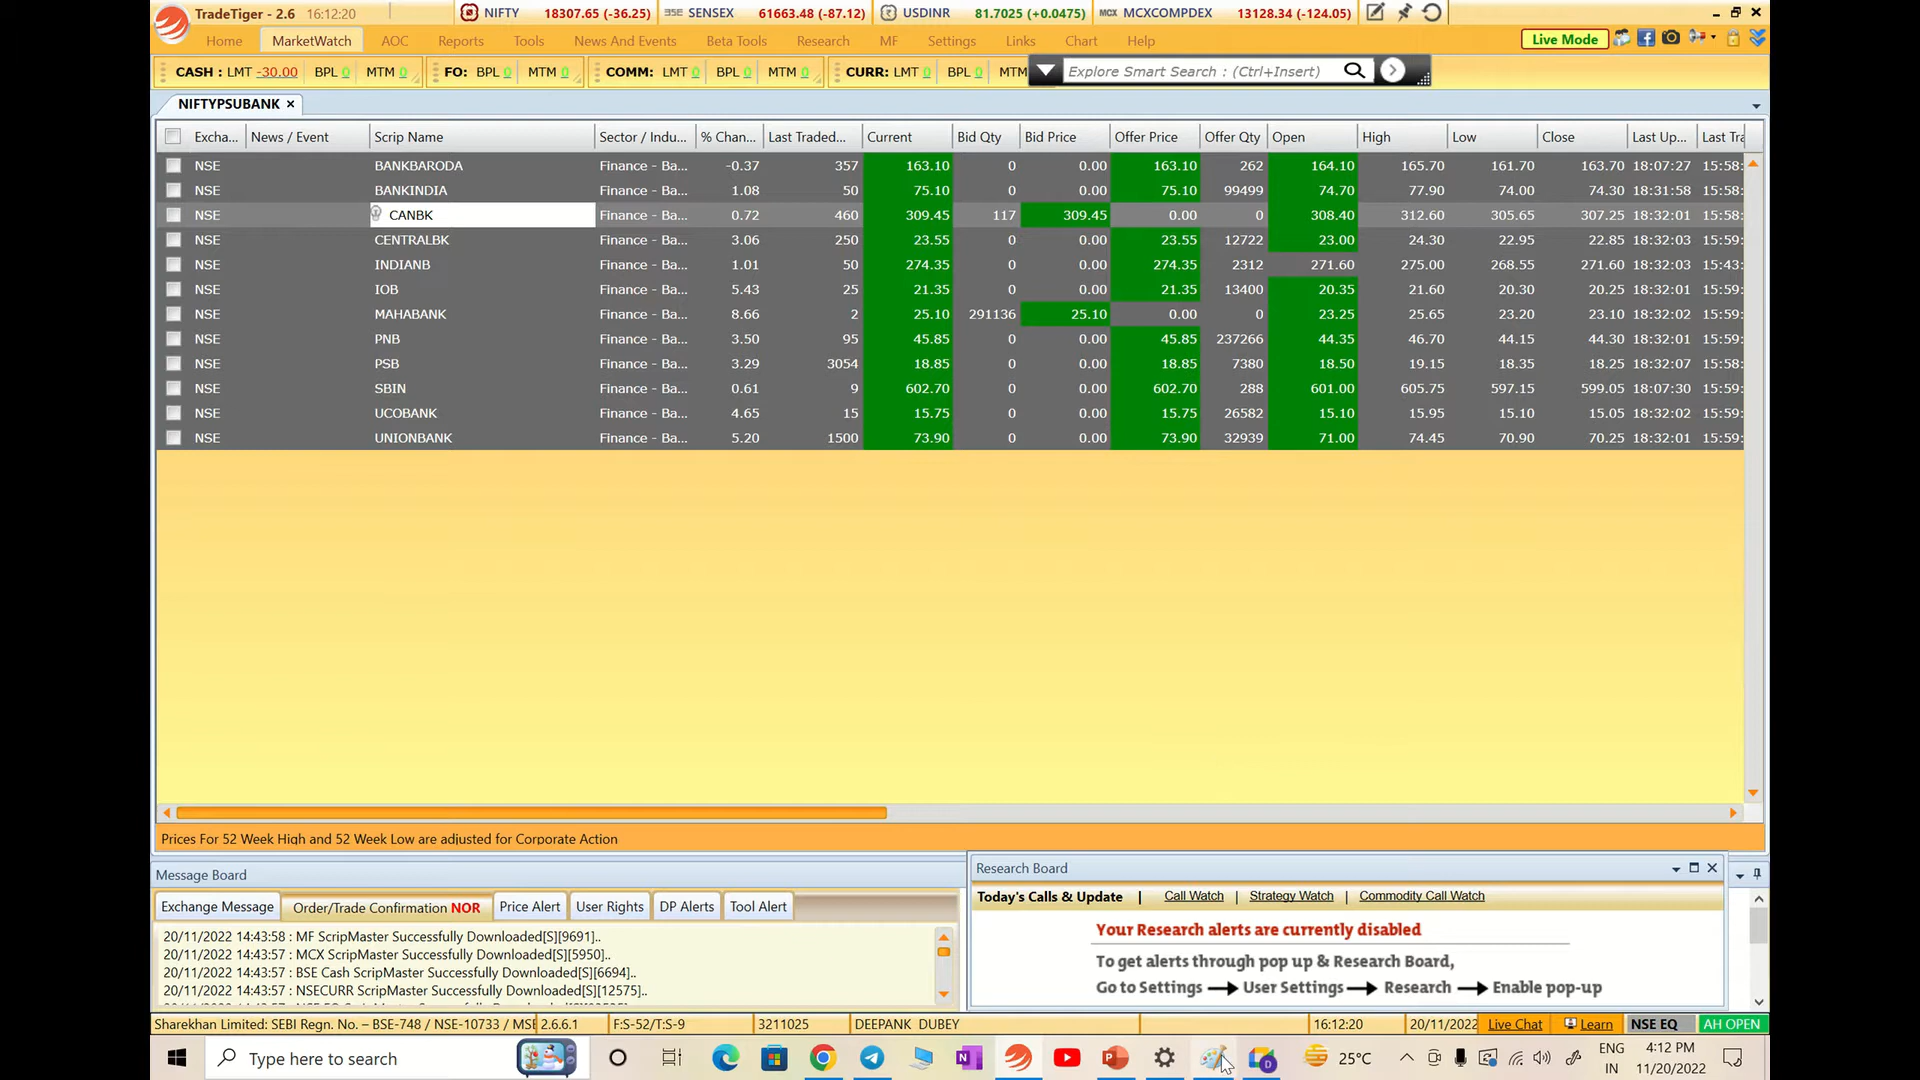 TradeTiger - 2.6 16:12:20 NIFTY 18307.65 (-36.25) BSE SENSEX 61663.48 (-87.12) USDINR 81.7025 (+0.0475) MCX MCXCOMPDEX 13128.34 (-124.05)
Home MarketWatch AOC Reports Tools News And Events Beta Tools Research MF Settings Links Chart Help Live Mode
CASH : LMT -30.00 BPL 0 MTM 0 FO: BPL 0 MTM 0 COMM: LMT 0 BPL 0 MTM 0 CURR: LMT 0 BPL 0 MTM Explore Smart Search : (Ctrl+Insert)
NIFTYPSUBANK
Excha... News / Event Scrip Name Sector / Indu... % Chan... Last Traded... Current Bid Qty Bid Price Offer Price Offer Qty Open High Low Close Last Up... Last Tra
NSE BANKBARODA Finance - Ba... -0.37 357 163.10 0 0.00 163.10 262 164.10 165.70 161.70 163.70 18:07:27 15:58:
NSE BANKINDIA Finance - Ba... 1.08 50 75.10 0 0.00 75.10 99499 74.70 77.90 74.00 74.30 18:31:58 15:58:
NSE CANBK Finance - Ba... 0.72 460 309.45 117 309.45 0.00 0 308.40 312.60 305.65 307.25 18:32:01 15:58:
NSE CENTRALBK Finance - Ba... 3.06 250 23.55 0 0.00 23.55 12722 23.00 24.30 22.95 22.85 18:32:03 15:59:
NSE INDIANB Finance - Ba... 1.01 50 274.35 0 0.00 274.35 2312 271.60 275.00 268.55 271.60 18:32:03 15:43:
NSE IOB Finance - Ba... 5.43 25 21.35 0 0.00 21.35 13400 20.35 21.60 20.30 20.25 18:32:01 15:59:
NSE MAHABANK Finance - Ba... 8.66 2 25.10 291136 25.10 0.00 0 23.25 25.65 23.20 23.10 18:32:02 15:59:
NSE PNB Finance - Ba... 3.50 95 45.85 0 0.00 45.85 237266 44.35 46.70 44.15 44.30 18:32:01 15:59:
NSE PSB Finance - Ba... 3.29 3054 18.85 0 0.00 18.85 7380 18.50 19.15 18.35 18.25 18:32:07 15:58:
NSE SBIN Finance - Ba... 0.61 9 602.70 0 0.00 602.70 288 601.00 605.75 597.15 599.05 18:07:30 15:59:
NSE UCOBANK Finance - Ba... 4.65 15 15.75 0 0.00 15.75 26582 15.10 15.95 15.10 15.05 18:32:02 15:59:
NSE UNIONBANK Finance - Ba... 5.20 1500 73.90 0 0.00 73.90 32939 71.00 74.45 70.90 70.25 18:32:01 15:59:
Prices For 52 Week High and 52 Week Low are adjusted for Corporate Action
Message Board
Exchange Message Order/Trade Confirmation NOR Price Alert User Rights DP Alerts Tool Alert
20/11/2022 14:43:58 : MF ScripMaster Successfully Downloaded[S][9691]..
20/11/2022 14:43:57 : MCX ScripMaster Successfully Downloaded[S][5950]..
20/11/2022 14:43:57 : BSE Cash ScripMaster Successfully Downloaded[S][6694]..
20/11/2022 14:43:57 : NSECURR ScripMaster Successfully Downloaded[S][12575]..
Research Board
Today's Calls & Update | Call Watch | Strategy Watch | Commodity Call Watch
Your Research alerts are currently disabled
To get alerts through pop up & Research Board,
Go to Settings User Settings Research Enable pop-up
Sharekhan Limited: SEBI Regn. No. – BSE-748 / NSE-10733 / MSE 2.6.6.1 F:S-52/T:S-9 3211025 DEEPANK DUBEY 16:12:20 20/11/2022 Live Chat Learn NSE EQ AH OPEN
Type here to search 25°C ENG IN 4:12 PM 11/20/2022